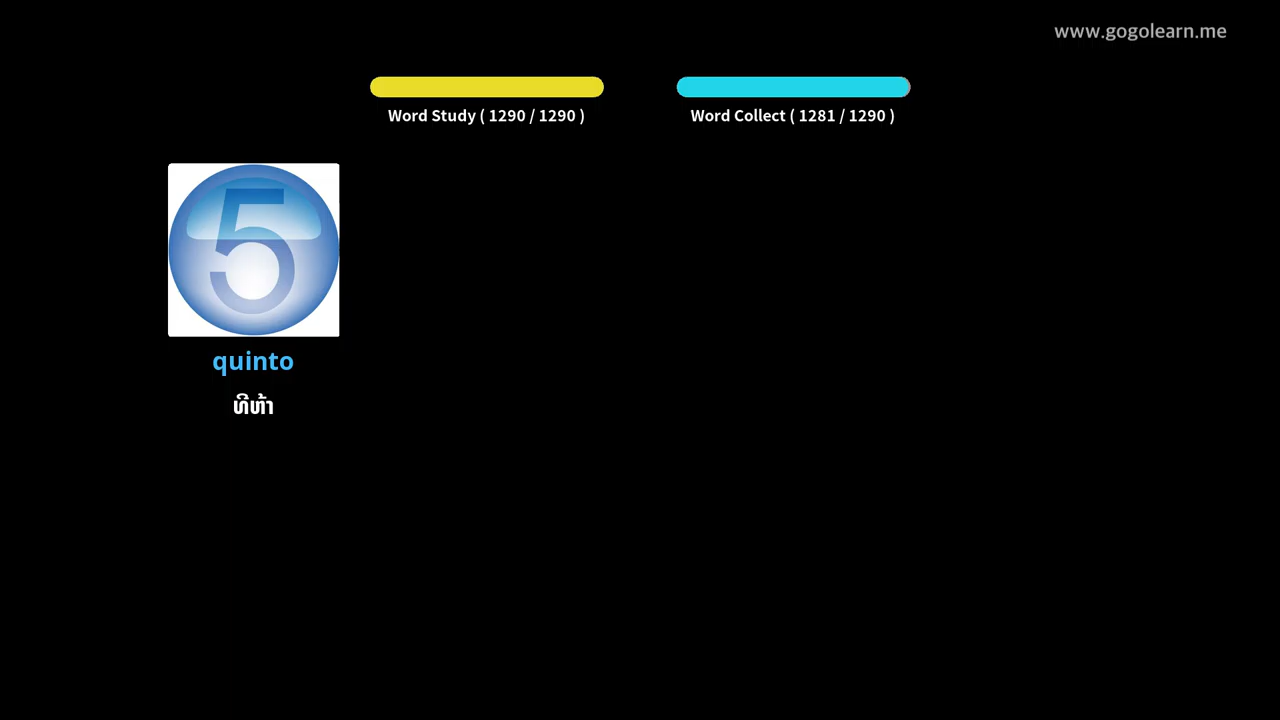 www.gogolearn.me
Word Study ( 1290 / 1290 )
Word Collect ( 1281 / 1290 )
5
quinto
ທີຫ້າ